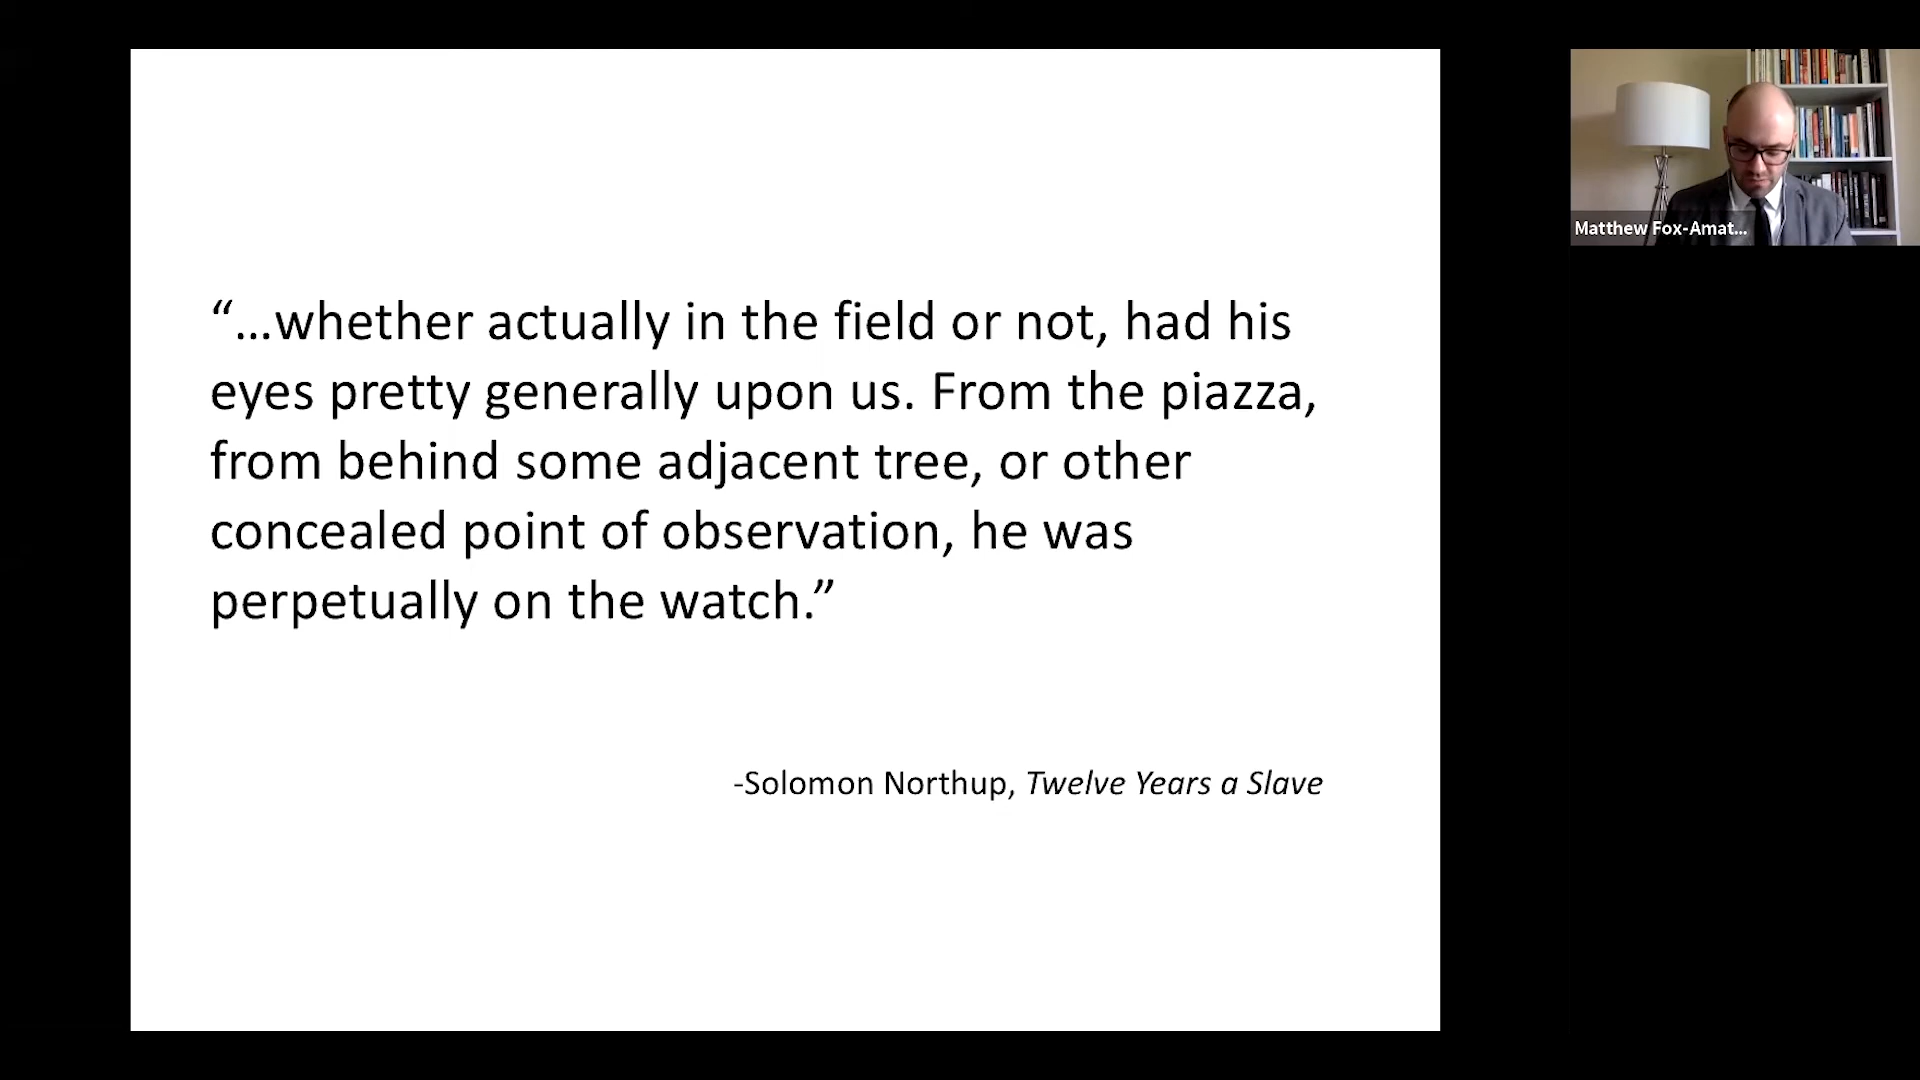 “…whether actually in the field or not, had his
eyes pretty generally upon us. From the piazza,
from behind some adjacent tree, or other
concealed point of observation, he was
perpetually on the watch.”
-Solomon Northup, Twelve Years a Slave
Matthew Fox-Amat...